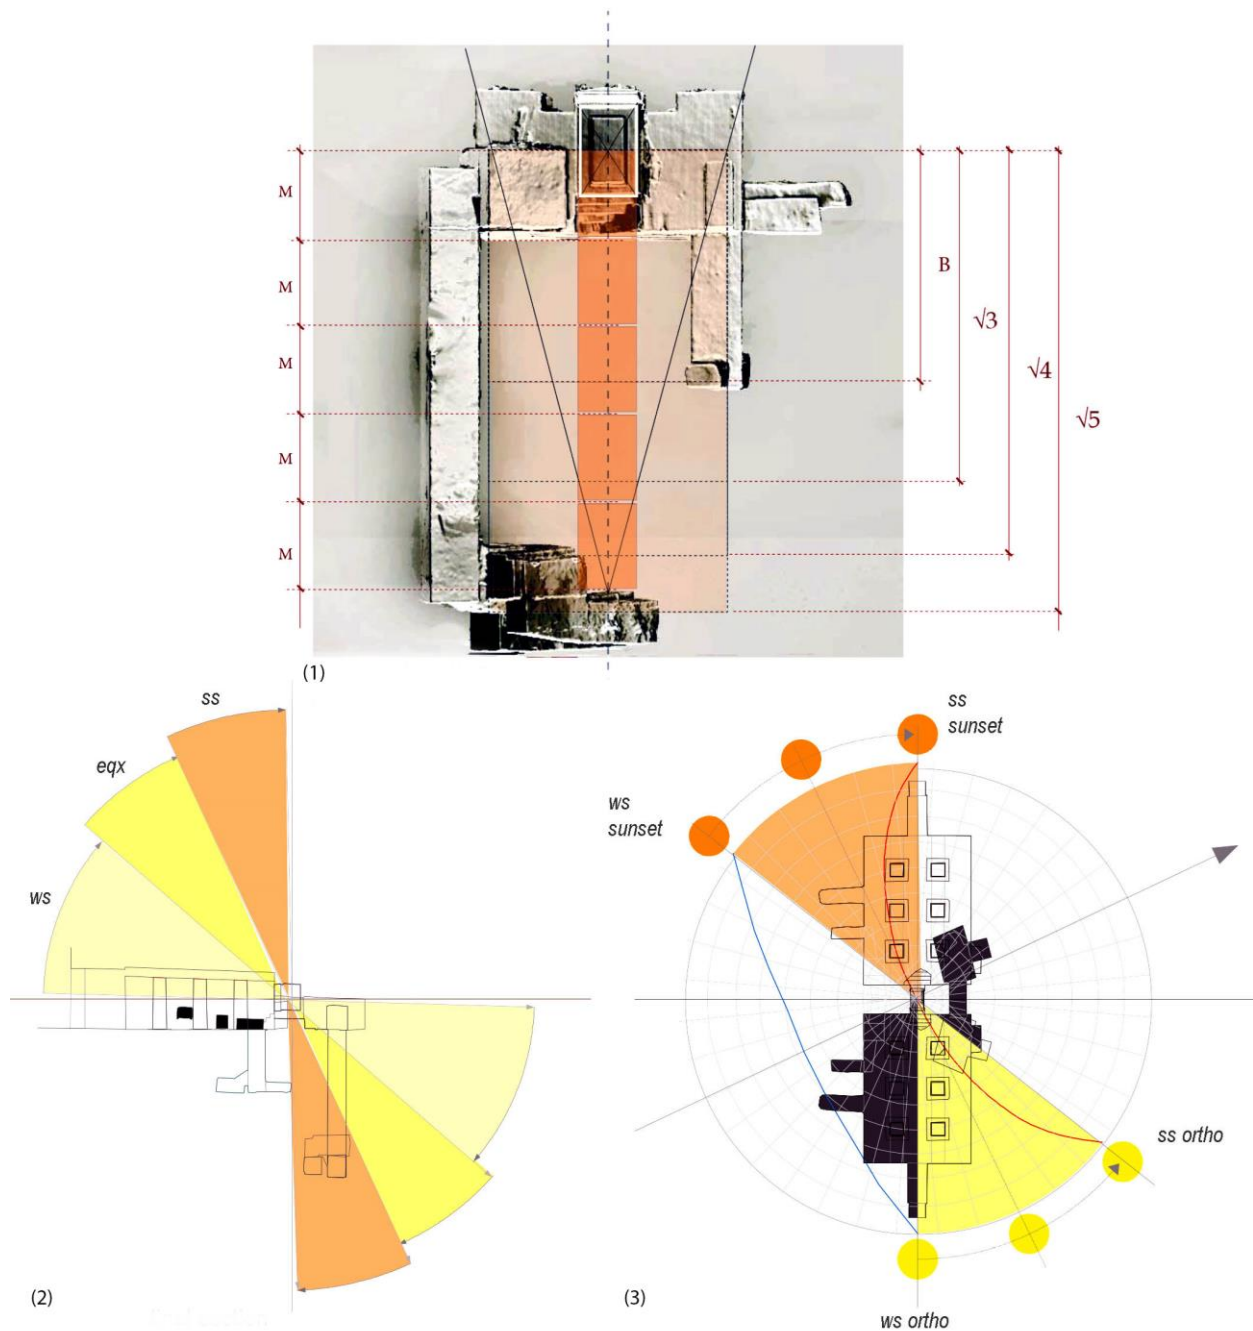 M
M
M
M
M
B
√3
√4
√5
(1)
ss
eqx
ws
(2)
ss
sunset
ws
sunset
ss ortho
ws ortho
(3)